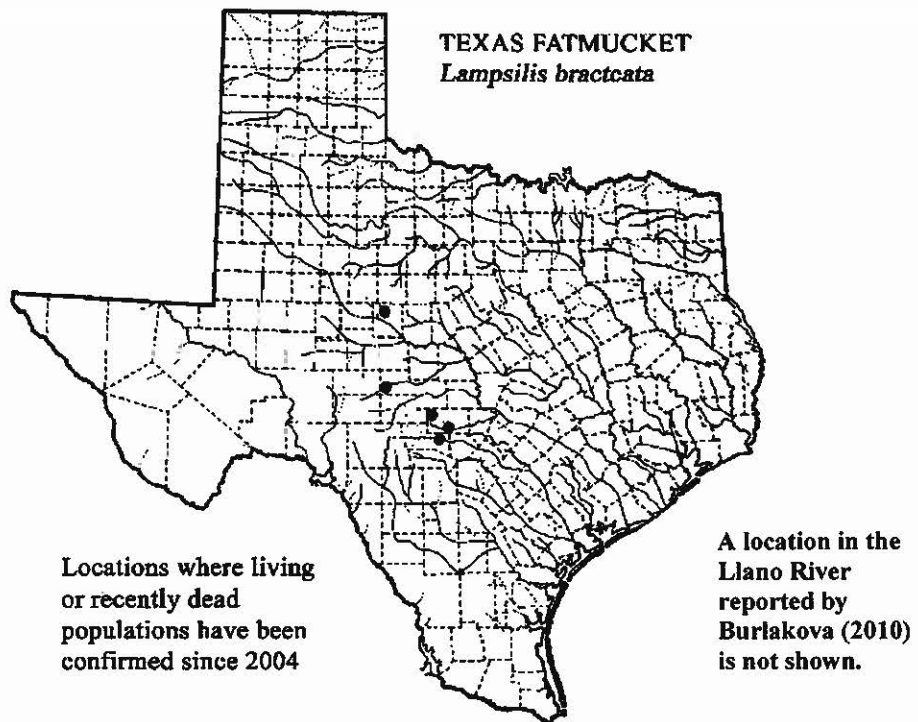 TEXAS FATMUCKET
Lampsilis bractcata
Locations where living
or recently dead
populations have been
confirmed since 2004
A location in the
Llano River
reported by
Burlakova (2010)
is not shown.